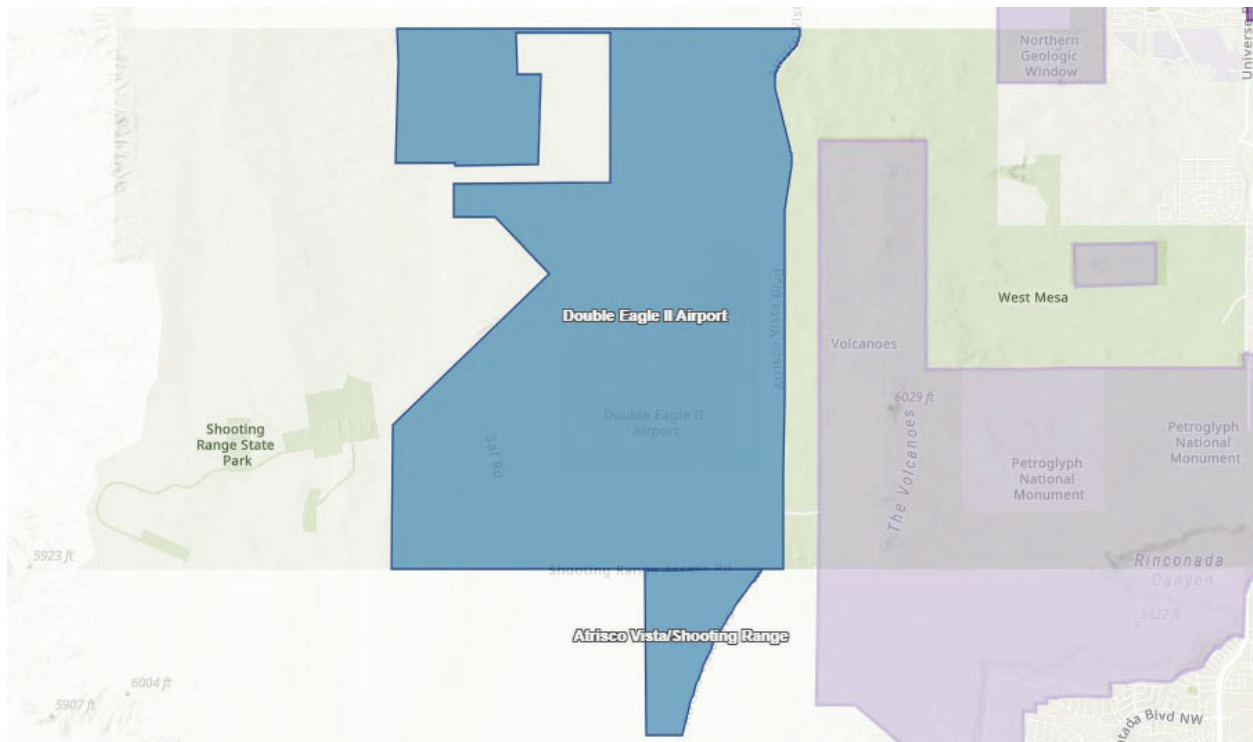 Northern
Geologic
Window
Universe
West Mesa
Double Eagle II Airport
Atrisco Vista Blvd
Volcanoes
6029 ft
The Volcanoes
Double Eagle II
Airport
Shooting
Range State
Park
Petroglyph
National
Monument
Petroglyph
National
Monument
5923 ft
Shooting Range Access Rd
Rinconada
Canyon
5622 ft
Atrisco Vista/Shooting Range
6004 ft
5907 ft
Blvd NW